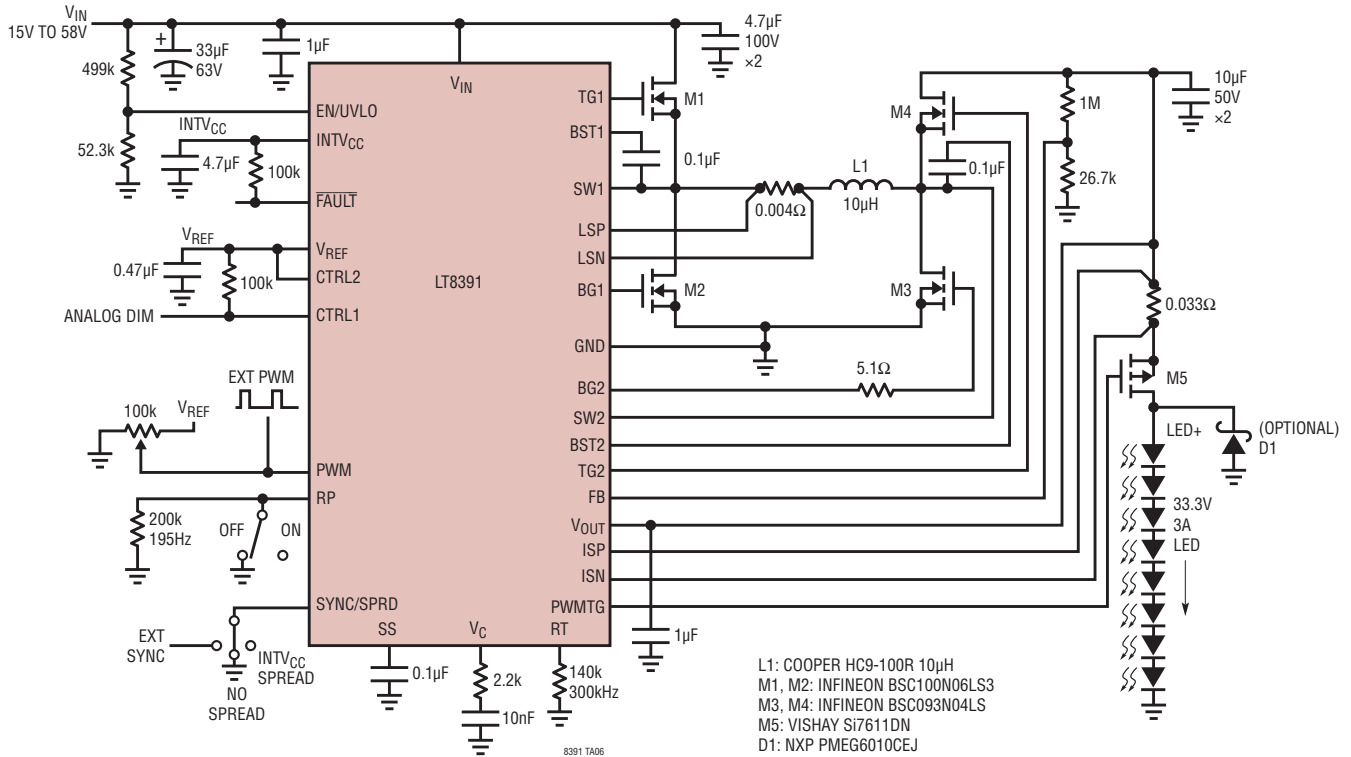 VIN
15V TO 58V
499k
+
33µF
63V
1µF
4.7µF
100V
×2
52.3k
INTVCC
4.7µF
100k
VIN
EN/UVLO
INTVCC
FAULT
VREF
0.47µF
100k
VREF
CTRL2
CTRL1
ANALOG DIM
EXT PWM
100k
VREF
PWM
RP
200k
195Hz
OFF
ON
SYNC/SPRD
EXT
SYNC
INTVCC
SPREAD
NO
SPREAD
LT8391
SS
VC
RT
0.1µF
2.2k
10nF
140k
300kHz
TG1
BST1
SW1
LSP
LSN
BG1
GND
BG2
SW2
BST2
TG2
FB
VOUT
ISP
ISN
PWMTG
M1
0.1µF
0.004Ω
L1
10µH
M2
M4
0.1µF
M3
5.1Ω
1M
26.7k
10µF
50V
×2
0.033Ω
M5
LED+
(OPTIONAL)
D1
33.3V
3A
LED
1µF
L1: COOPER HC9-100R 10µH
M1, M2: INFINEON BSC100N06LS3
M3, M4: INFINEON BSC093N04LS
M5: VISHAY Si7611DN
D1: NXP PMEG6010CEJ
8391 TA06